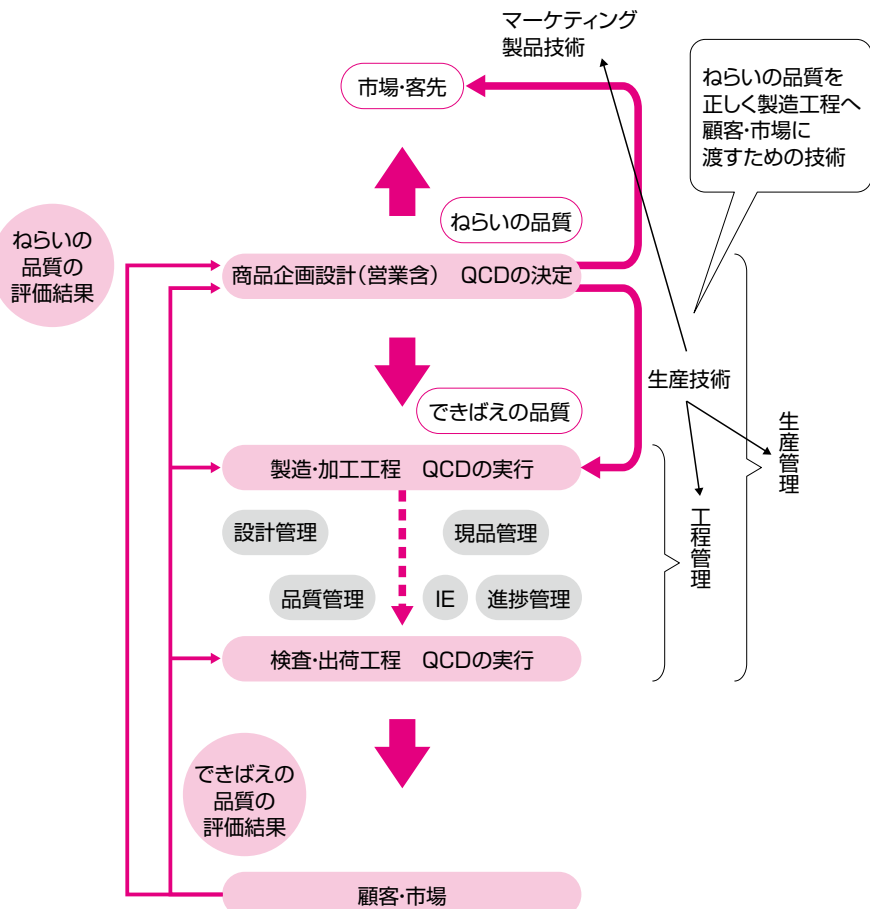 マーケティング
製品技術
市場・客先
ねらいの品質を
正しく製造工程へ
顧客・市場に
渡すための技術
ねらいの品質
ねらいの
品質の
評価結果
商品企画設計（営業含）　QCDの決定
生産技術
できばえの品質
生産管理
製造・加工工程　QCDの実行
工程管理
設計管理
現品管理
品質管理
IE
進捗管理
検査・出荷工程　QCDの実行
できばえの
品質の
評価結果
顧客・市場